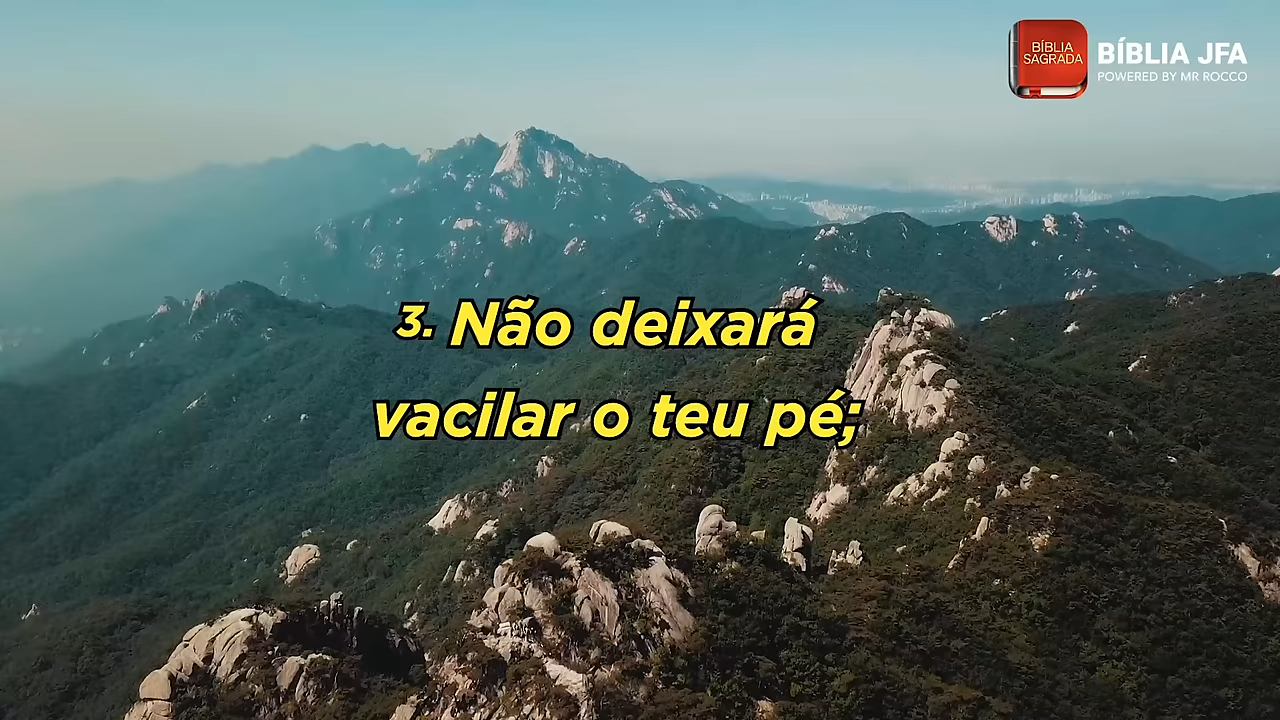 BÍBLIA
SAGRADA
BÍBLIA JFA
POWERED BY MR ROCCO
3. Não deixará
vacilar o teu pé;